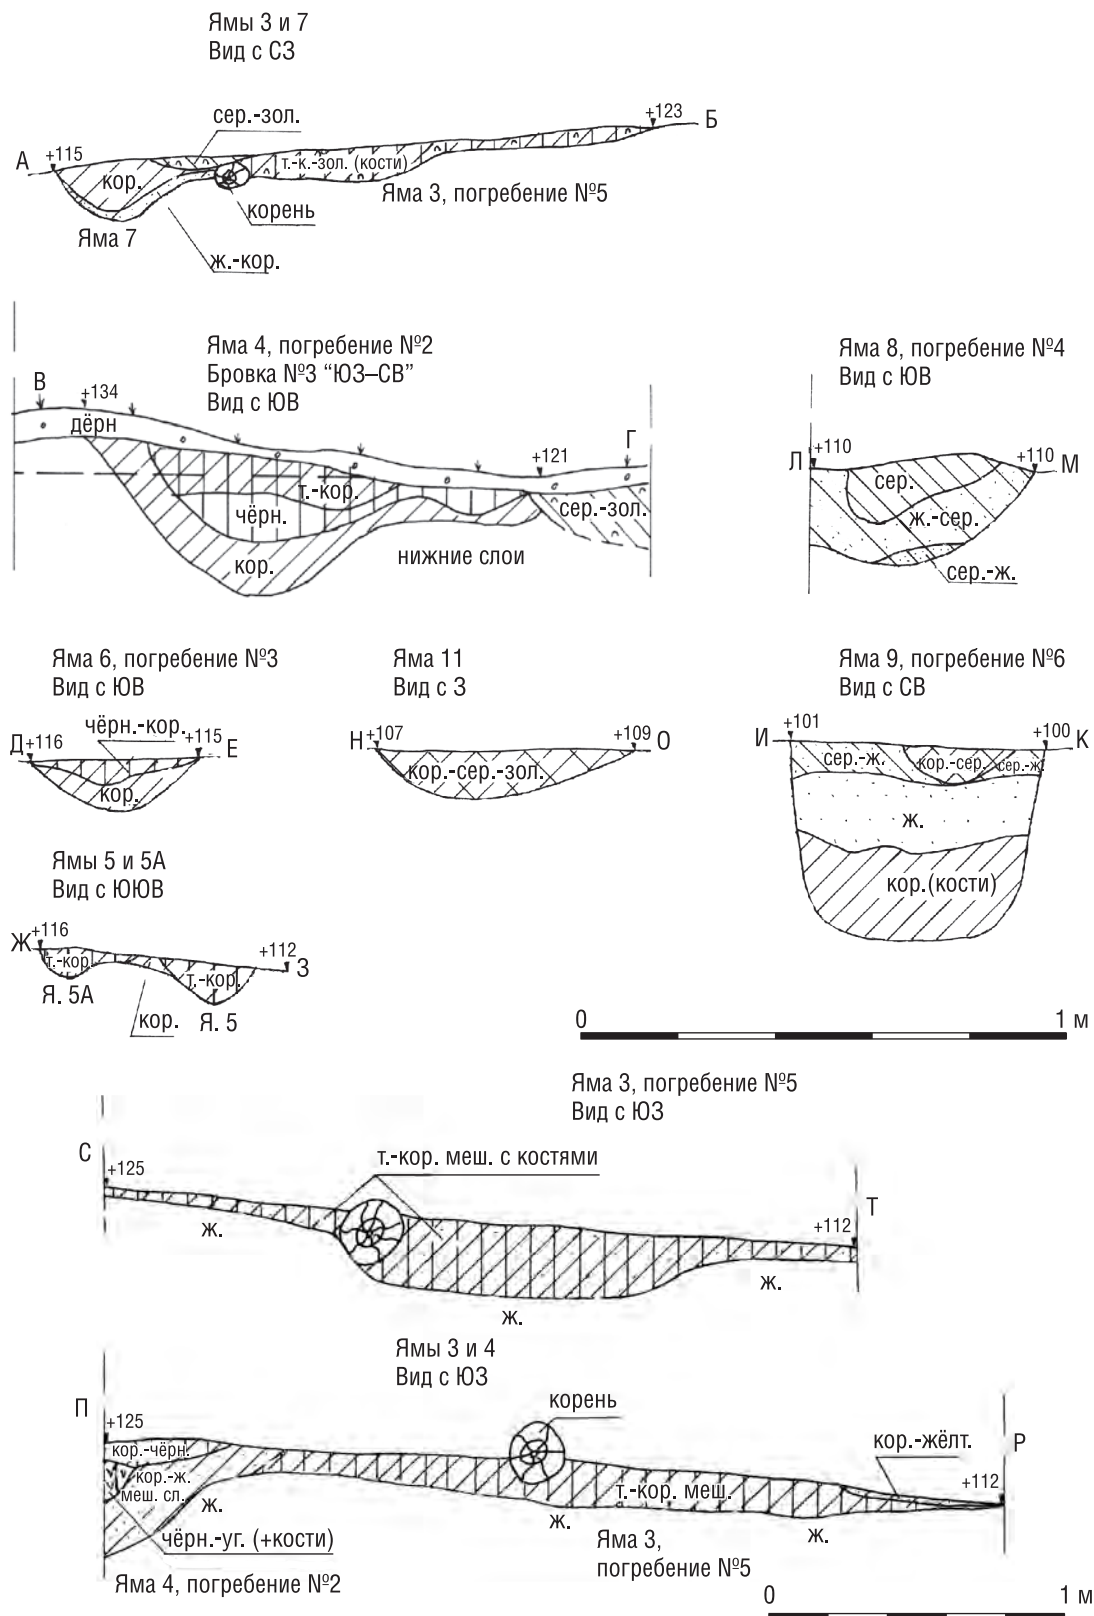 Ямы 3 и 7
Вид с СЗ
сер.-зол.
+123
Б
А
+115
кор.
т.-к.-зол. (кости)
Яма 3, погребение №5
корень
Яма 7
ж.-кор.
Яма 4, погребение №2
Бровка №3 “ЮЗ–СВ”
Вид с ЮВ
В
+134
дёрн
Г
+121
т.-кор.
чёрн.
сер.-зол.
кор.
нижние слои
Яма 8, погребение №4
Вид с ЮВ
Л
+110
+110
М
сер.
ж.-сер.
сер.-ж.
Яма 6, погребение №3
Вид с ЮВ
чёрн.-кор.
Д
+116
+115
Е
кор.
Яма 11
Вид с З
Н
+107
+109
О
кор.-сер.-зол.
Яма 9, погребение №6
Вид с СВ
И
+101
+100
К
сер.-ж.
кор.-сер.
сер.-ж.
ж.
кор.(кости)
Ямы 5 и 5А
Вид с ЮЮВ
Ж
+116
+112
З
т.-кор.
т.-кор.
Я. 5А
кор.
Я. 5
0
1 м
Яма 3, погребение №5
Вид с ЮЗ
С
+125
т.-кор. меш. с костями
Т
+112
ж.
ж.
ж.
Ямы 3 и 4
Вид с ЮЗ
П
+125
корень
кор.-жёлт.
Р
+112
кор.-чёрн.
кор.-ж.
меш. сл.
ж.
т.-кор. меш.
ж.
ж.
чёрн.-уг. (+кости)
Яма 3,
погребение №5
Яма 4, погребение №2
0
1 м